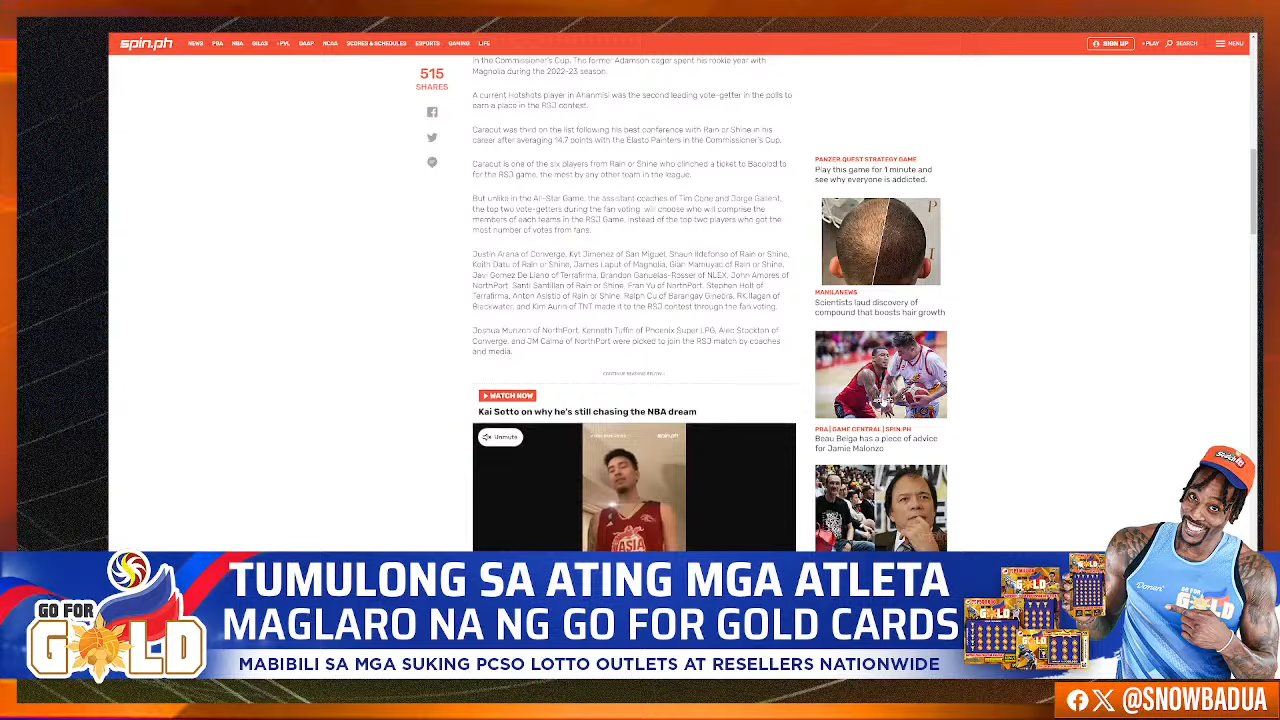 spin.ph NEWS PBA NBA GILAS +PVL UAAP NCAA SCORES & SCHEDULES ESPORTS GAMING LIFE SIGN UP +PLAY SEARCH MENU
515
SHARES
in the Commissioner's Cup. The former Adamson cager spent his rookie year with
Magnolia during the 2022-23 season.
A current Hotshots player in Ahanmisi was the second leading vote-getter in the polls to
earn a place in the RSJ contest.
Caracut was third on the list following his best conference with Rain or Shine in his
career after averaging 14.7 points with the Elasto Painters in the Commissioner's Cup.
Caracut is one of the six players from Rain or Shine who clinched a ticket to Bacolod to
for the RSJ game, the most by any other team in the league.
But unlike in the All-Star Game, the assistant coaches of Tim Cone and Jorge Gallent,
the top two vote-getters during the fan voting will choose who will comprise the
members of each teams in the RSJ Game, instead of the top two players who got the
most number of votes from fans.
Justin Arana of Converge, Kyt Jimenez of San Miguel, Shaun Ildefonso of Rain or Shine,
Keith Datu of Rain or Shine, James Laput of Magnolia, Gian Mamuyac of Rain or Shine,
Javi Gomez De Liano of Terrafirma, Brandon Ganuelas-Rosser of NLEX, John Amores of
NorthPort, Santi Santillan of Rain or Shine, Fran Yu of NorthPort, Stephen Holt of
Terrafirma, Anton Asistio of Rain or Shine, Ralph Cu of Barangay Ginebra, RK Ilagan of
Blackwater, and Kim Aurin of TNT made it to the RSJ contest through the fan voting.
Joshua Munzon of NorthPort, Kenneth Tuffin of Phoenix Super LPG, Alec Stockton of
Converge, and JM Calma of NorthPort were picked to join the RSJ match by coaches
and media.
CONTINUE READING BELOW
WATCH NOW
Kai Sotto on why he's still chasing the NBA dream
Unmute
spin.ph
ASIA
PANZER.QUEST STRATEGY GAME
Play this game for 1 minute and
see why everyone is addicted.
MANILANEWS
Scientists laud discovery of
compound that boosts hair growth
PBA | GAME CENTRAL | SPIN.PH
Beau Belga has a piece of advice
for Jamie Malonzo
GO FOR
GOLD
TUMULONG SA ATING MGA ATLETA
MAGLARO NA NG GO FOR GOLD CARDS
MABIBILI SA MGA SUKING PCSO LOTTO OUTLETS AT RESELLERS NATIONWIDE
@SNOWBADUA